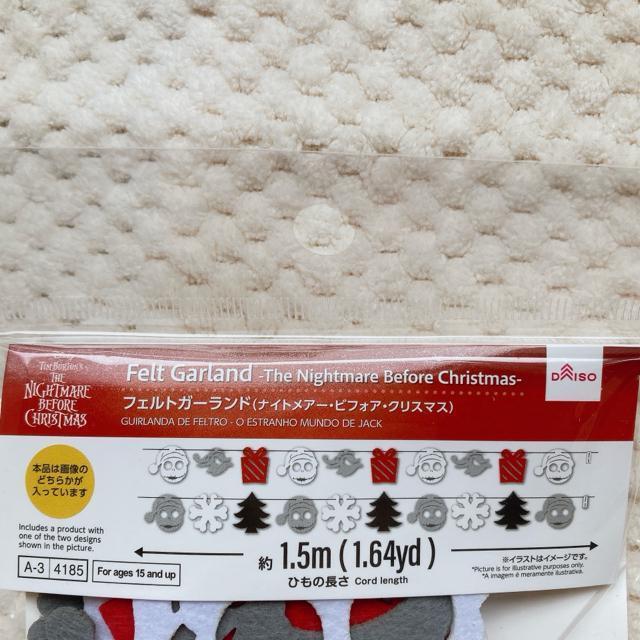 Tim Burton's
THE
NIGHTMARE
BEFORE
CHRISTMAS
Felt Garland -The Nightmare Before Christmas-
フェルトガーランド(ナイトメアー・ビフォア・クリスマス)
GUIRLANDA DE FELTRO - O ESTRANHO MUNDO DE JACK
DAISO
本品は画像の
どちらかが
入っています
Includes a product with
one of the two designs
shown in the picture.
A-3 4185
For ages 15 and up
約 1.5m (1.64yd)
ひもの長さ Cord length
※イラストはイメージです。
*Picture is for illustrative purposes only.
*A imagem é meramente ilustrativa.